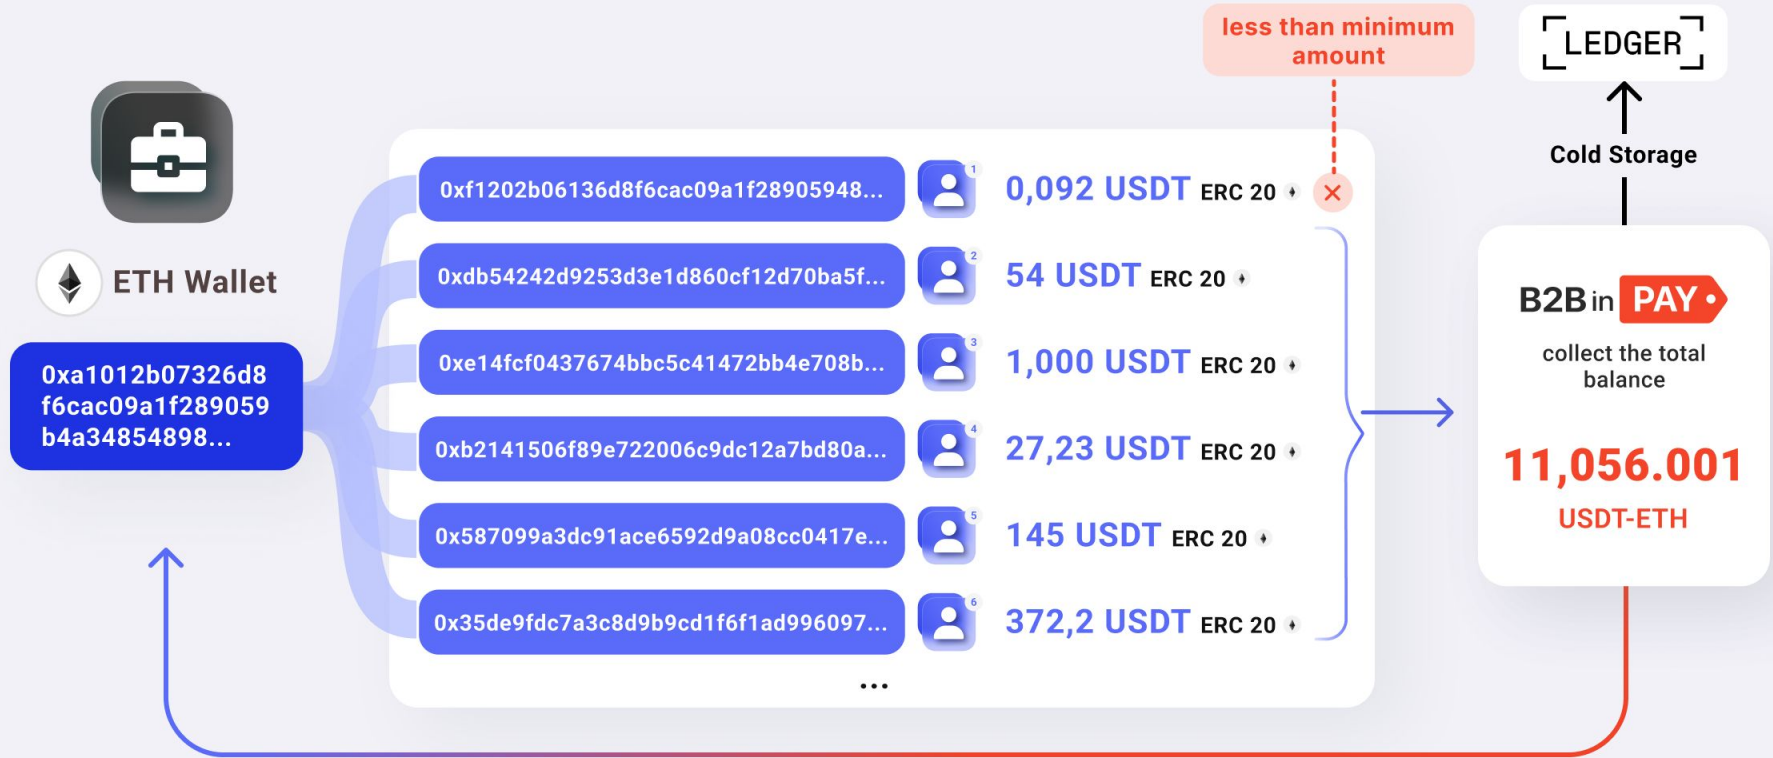 less than minimum
amount
LEDGER
Cold Storage
ETH Wallet
0xa1012b07326d8
f6cac09a1f289059
b4a34854898...
0xf1202b06136d8f6cac09a1f28905948...
1
0,092 USDT ERC 20
0xdb54242d9253d3e1d860cf12d70ba5f...
2
54 USDT ERC 20
0xe14fcf0437674bbc5c41472bb4e708b...
3
1,000 USDT ERC 20
0xb2141506f89e722006c9dc12a7bd80a...
4
27,23 USDT ERC 20
0x587099a3dc91ace6592d9a08cc0417e...
5
145 USDT ERC 20
0x35de9fdc7a3c8d9b9cd1f6f1ad996097...
6
372,2 USDT ERC 20
...
B2B in PAY
collect the total
balance
11,056.001
USDT-ETH